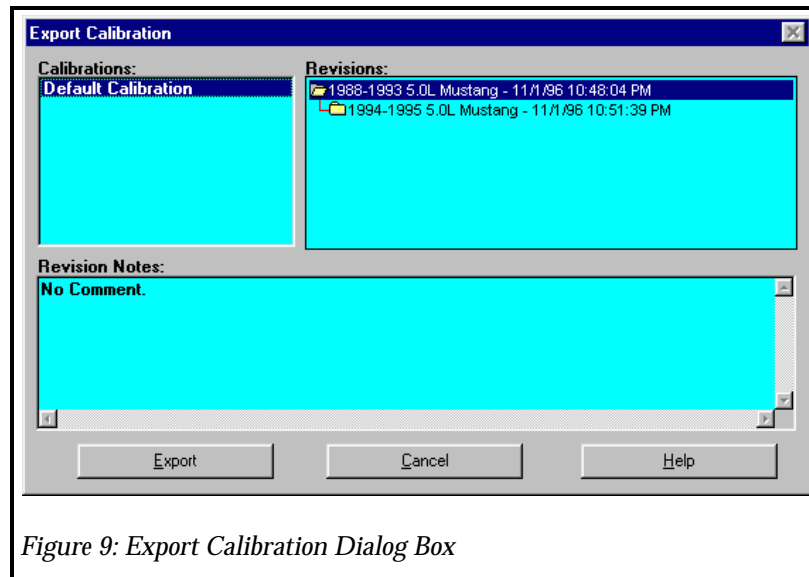 Export Calibration
Calibrations:
Default Calibration
Revisions:
1988-1993 5.0L Mustang - 11/1/96 10:48:04 PM
1994-1995 5.0L Mustang - 11/1/96 10:51:39 PM
Revision Notes:
No Comment.
Export
Cancel
Help
Figure 9: Export Calibration Dialog Box